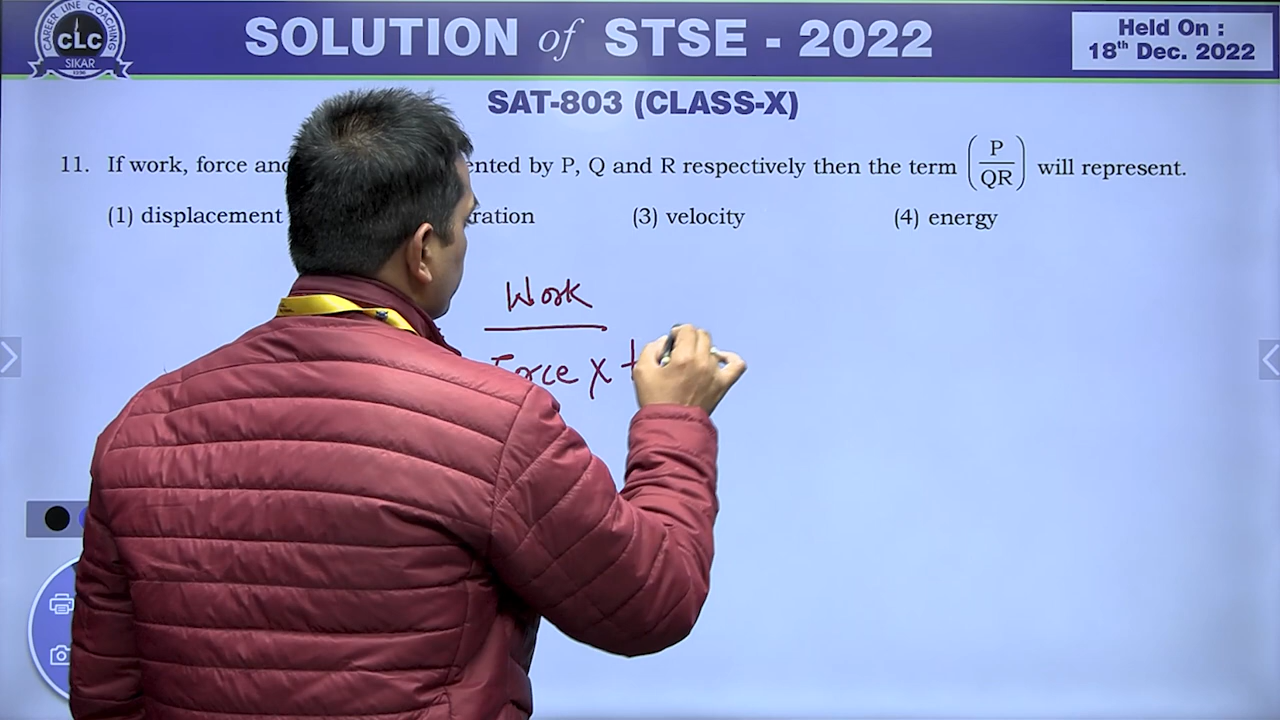 CAREER LINE COACHING
CLC
SIKAR
SOLUTION of STSE - 2022
Held On :
18th Dec. 2022
SAT-803 (CLASS-X)
11. If work, force and ented by P, Q and R respectively then the term (P/QR) will represent.
(1) displacement ration (3) velocity (4) energy
Work
Force x t